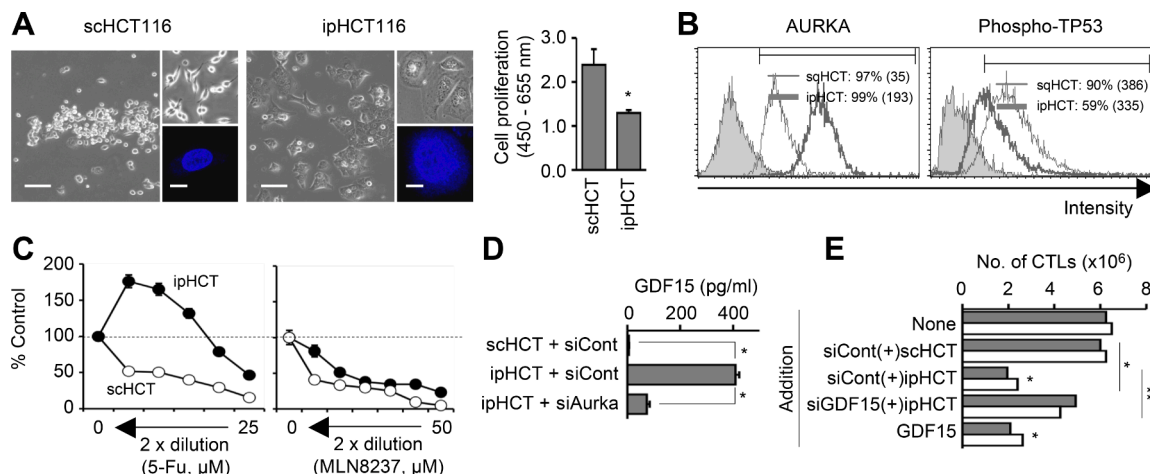 A
scHCT116
ipHCT116
Cell proliferation
(450 - 655 nm)
3.0
2.0
1.0
0.0
*
scHCT
ipHCT
B
AURKA
Phospho-TP53
sqHCT: 97% (35)
ipHCT: 99% (193)
sqHCT: 90% (386)
ipHCT: 59% (335)
Intensity
C
% Control
200
150
100
50
0
ipHCT
scHCT
0
25
2 x dilution
(5-Fu, μM)
0
50
2 x dilution
(MLN8237, μM)
D
GDF15 (pg/ml)
0 200 400
scHCT + siCont
ipHCT + siCont
ipHCT + siAurka
*
*
E
No. of CTLs (x10⁶)
0 2 4 6 8
Addition
None
siCont(+)scHCT
siCont(+)ipHCT
siGDF15(+)ipHCT
GDF15
*
*
*
**